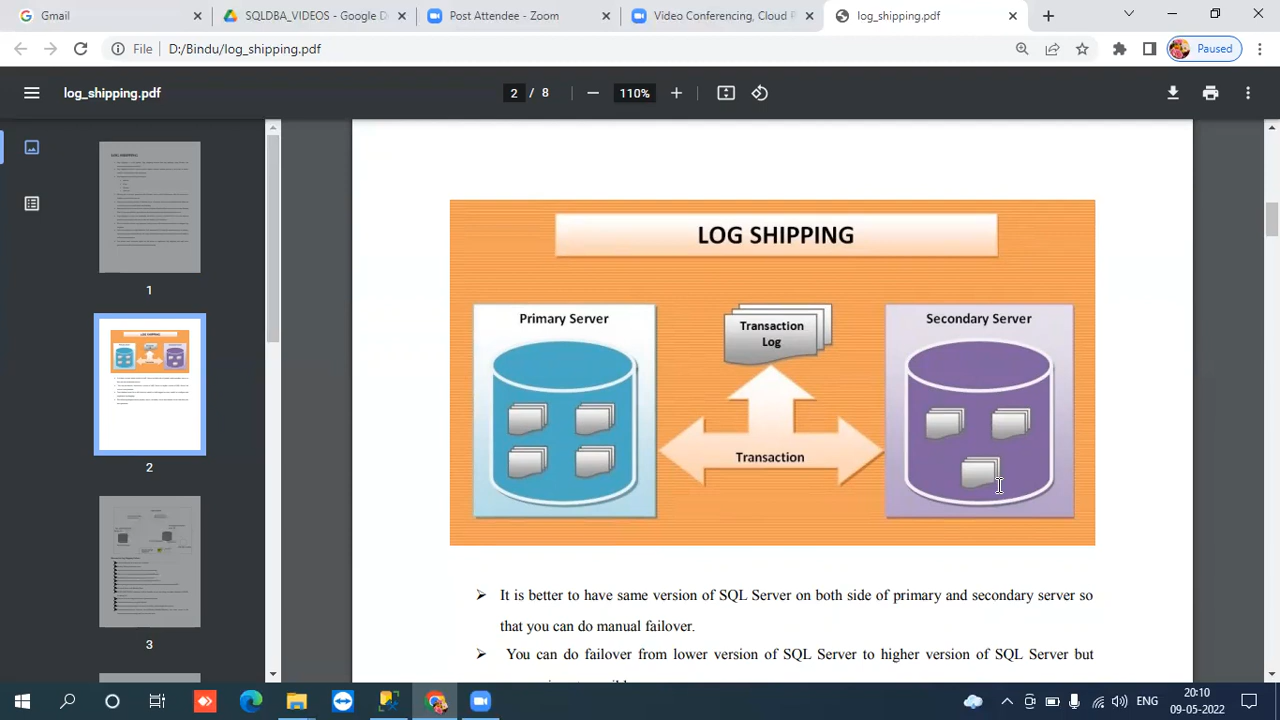 Gmail
SQLDBA_VIDEOS - Google D
Post Attendee - Zoom
Video Conferencing, Cloud P
log_shipping.pdf
File
D:/Bindu/log_shipping.pdf
Paused
log_shipping.pdf
2 / 8
110%
1
2
3
LOG SHIPPING
Primary Server
Transaction
Log
Secondary Server
Transaction
It is better to have same version of SQL Server on both side of primary and secondary server so
that you can do manual failover.
You can do failover from lower version of SQL Server to higher version of SQL Server but
ENG
20:10
09-05-2022